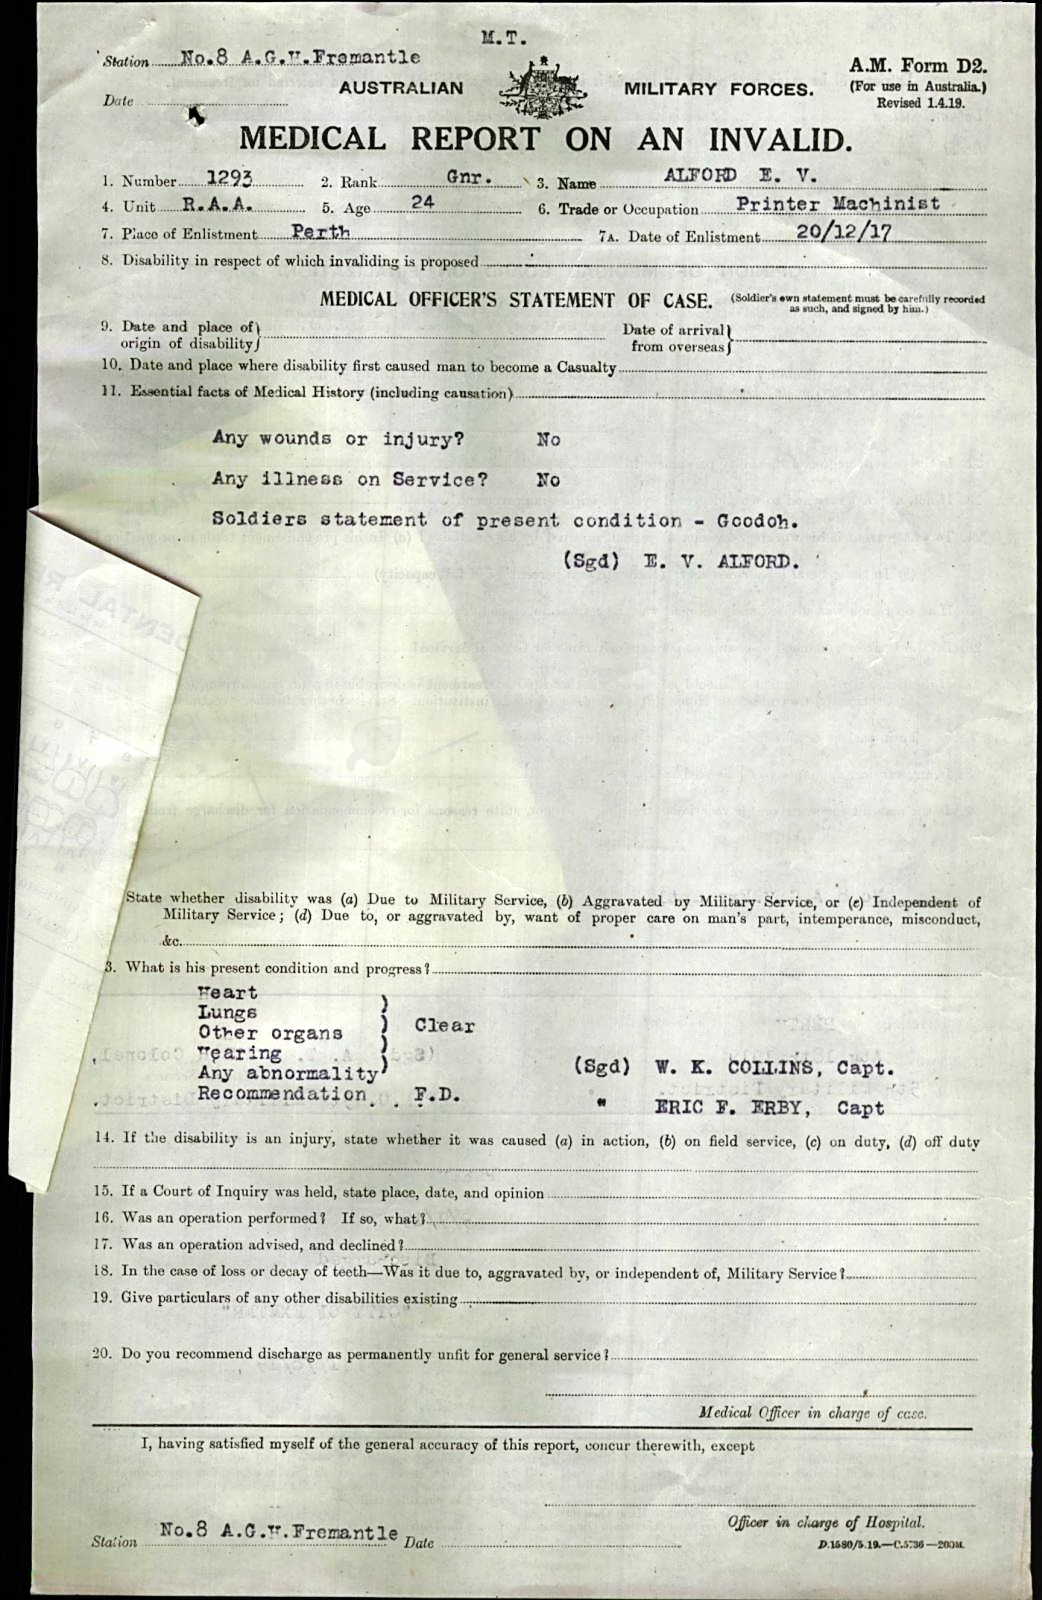 M.T.
Station No.8 A.G.H. Fremantle
A.M. Form D2.
AUSTRALIAN MILITARY FORCES.
(For use in Australia.)
Date
Revised 1.4.19.
MEDICAL REPORT ON AN INVALID.
1. Number 1293 2. Rank Gnr. 3. Name ALFORD E. V.
4. Unit R.A.A. 5. Age 24 6. Trade or Occupation Printer Machinist
7. Place of Enlistment Perth 7A. Date of Enlistment 20/12/17
8. Disability in respect of which invaliding is proposed
MEDICAL OFFICER'S STATEMENT OF CASE. (Soldier's own statement must be carefully recorded
as such, and signed by him.)
9. Date and place of} Date of arrival}
origin of disability} from overseas}
10. Date and place where disability first caused man to become a Casualty
11. Essential facts of Medical History (including causation)
Any wounds or injury? No
Any illness on Service? No
Soldiers statement of present condition - Goodoh.
(Sgd) E. V. ALFORD.
State whether disability was (a) Due to Military Service, (b) Aggravated by Military Service, or (c) Independent of
Military Service; (d) Due to, or aggravated by, want of proper care on man's part, intemperance, misconduct,
&c.
3. What is his present condition and progress?
Heart )
Lungs )
Other organs ) Clear
Hearing )
Any abnormality) (Sgd) W. K. COLLINS, Capt.
Recommendation F.D.
" ERIC F. ERBY, Capt
14. If the disability is an injury, state whether it was caused (a) in action, (b) on field service, (c) on duty, (d) off duty
15. If a Court of Inquiry was held, state place, date, and opinion
16. Was an operation performed? If so, what?
17. Was an operation advised, and declined?
18. In the case of loss or decay of teeth—Was it due to, aggravated by, or independent of, Military Service?
19. Give particulars of any other disabilities existing
20. Do you recommend discharge as permanently unfit for general service?
Medical Officer in charge of case.
I, having satisfied myself of the general accuracy of this report, concur therewith, except
Officer in charge of Hospital.
Station No.8 A.G.H. Fremantle Date
D.1580/5.19.—C.5736—200M.